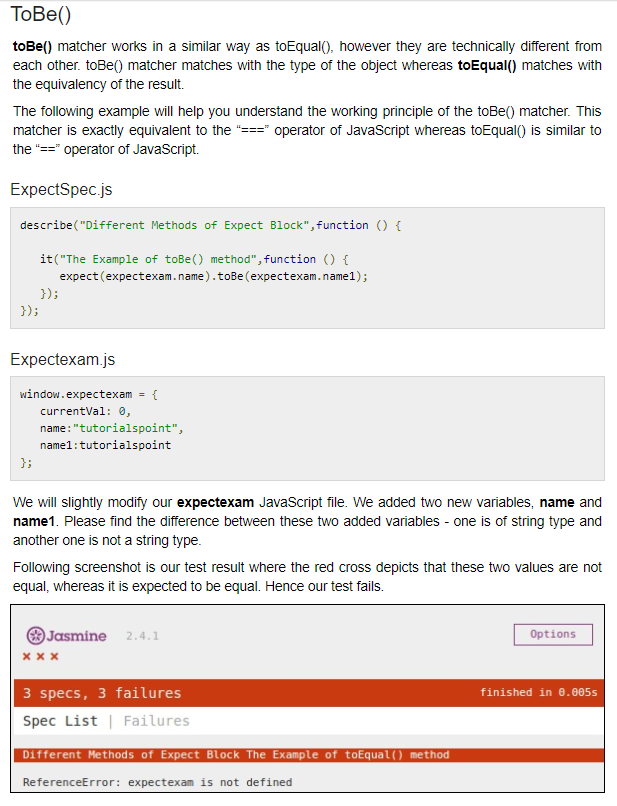 ToBe()
toBe() matcher works in a similar way as toEqual(), however they are technically different from
each other. toBe() matcher matches with the type of the object whereas toEqual() matches with
the equivalency of the result.
The following example will help you understand the working principle of the toBe() matcher. This
matcher is exactly equivalent to the "===" operator of JavaScript whereas toEqual() is similar to
the "==" operator of JavaScript.
ExpectSpec.js
describe("Different Methods of Expect Block",function () {
it("The Example of toBe() method",function () {
expect(expectexam.name).toBe(expectexam.name1);
});
});
Expectexam.js
window.expectexam = {
currentVal: 0,
name:"tutorialspoint",
name1:tutorialspoint
};
We will slightly modify our expectexam JavaScript file. We added two new variables, name and
name1. Please find the difference between these two added variables - one is of string type and
another one is not a string type.
Following screenshot is our test result where the red cross depicts that these two values are not
equal, whereas it is expected to be equal. Hence our test fails.
Jasmine 2.4.1 Options
× × ×
3 specs, 3 failures finished in 0.005s
Spec List | Failures
Different Methods of Expect Block The Example of toEqual() method
ReferenceError: expectexam is not defined